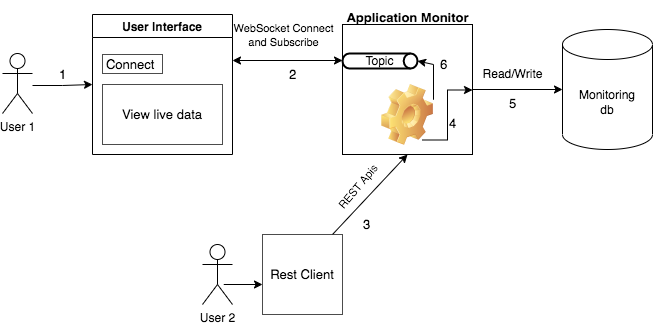 User Interface
Application Monitor
WebSocket Connect
and Subscribe
Connect
1
2
Topic
6
Read/Write
5
View live data
4
Monitoring
db
User 1
REST Apis
3
Rest Client
User 2